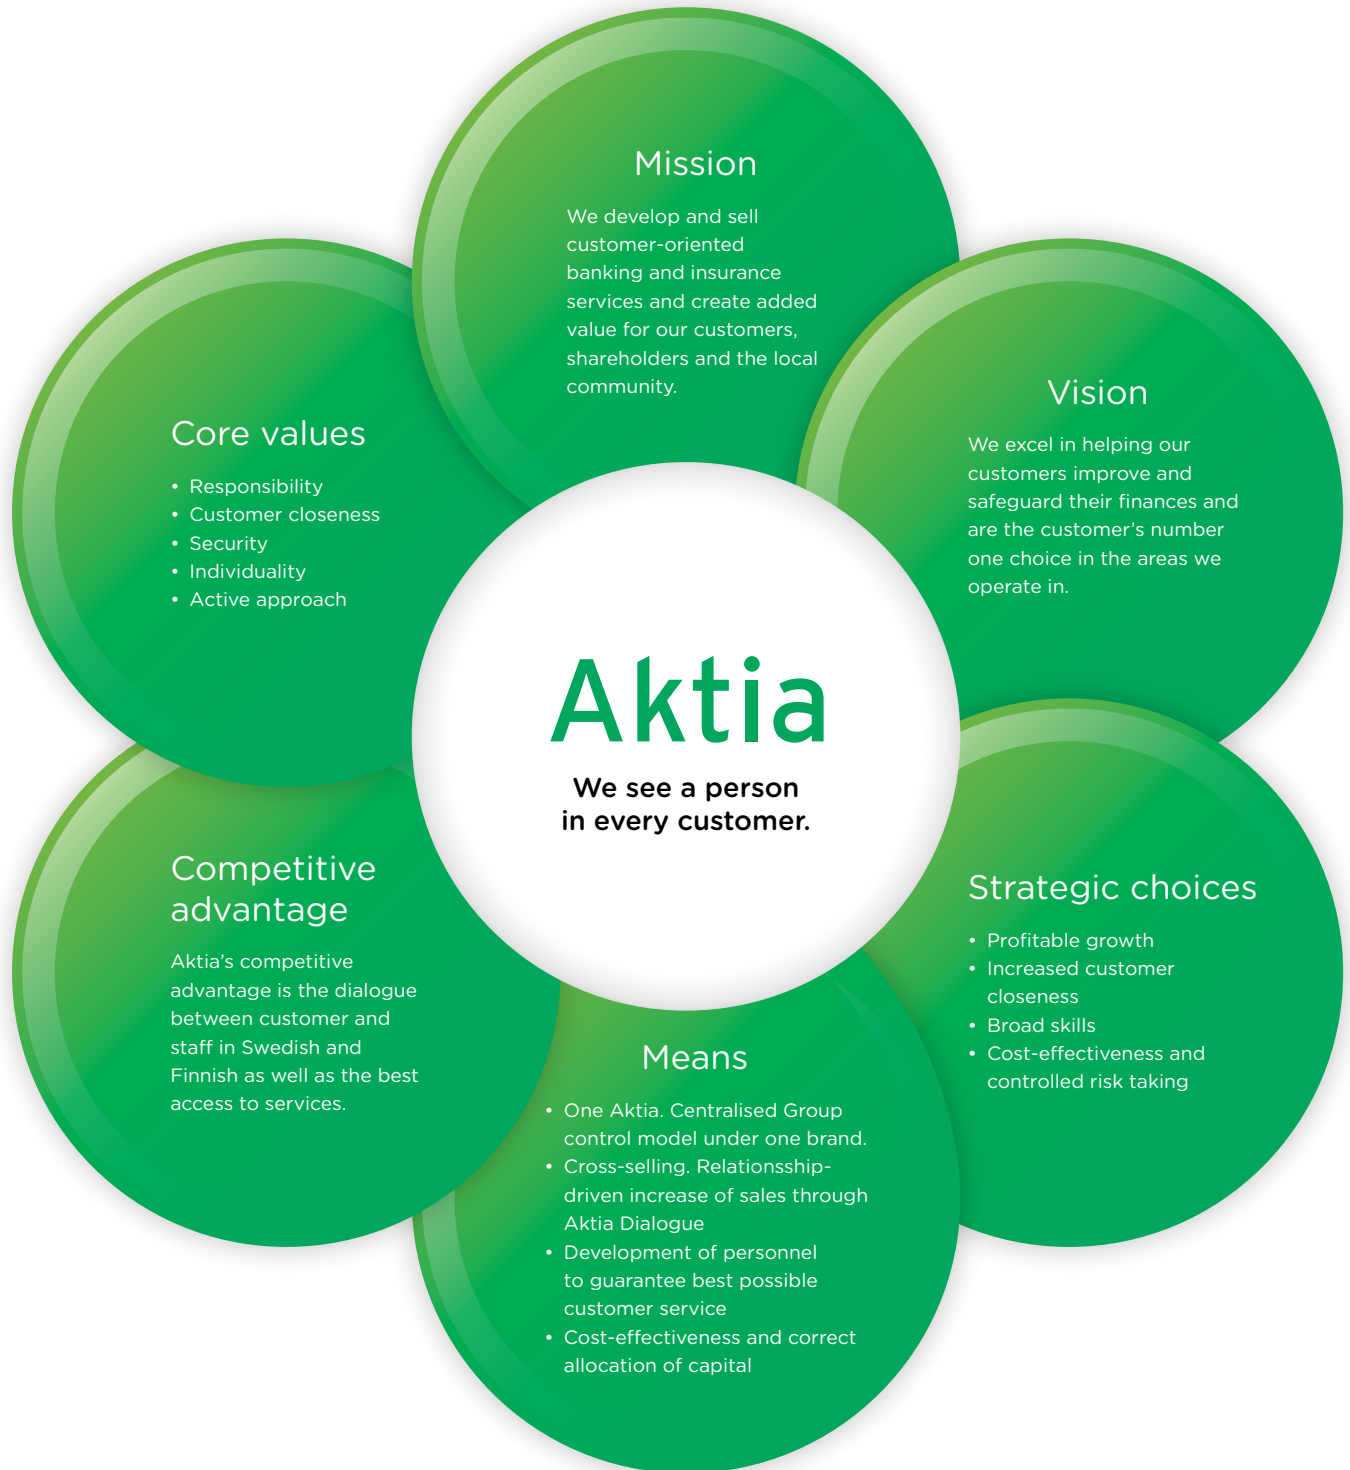 Mission
We develop and sell
customer-oriented
banking and insurance
services and create added
value for our customers,
shareholders and the local
community.
Vision
We excel in helping our
customers improve and
safeguard their finances and
are the customer’s number
one choice in the areas we
operate in.
Strategic choices
• Profitable growth
• Increased customer
closeness
• Broad skills
• Cost-effectiveness and
controlled risk taking
Means
• One Aktia. Centralised Group
control model under one brand.
• Cross-selling. Relationsship-
driven increase of sales through
Aktia Dialogue
• Development of personnel
to guarantee best possible
customer service
• Cost-effectiveness and correct
allocation of capital
Competitive
advantage
Aktia’s competitive
advantage is the dialogue
between customer and
staff in Swedish and
Finnish as well as the best
access to services.
Core values
• Responsibility
• Customer closeness
• Security
• Individuality
• Active approach
Aktia
We see a person
in every customer.